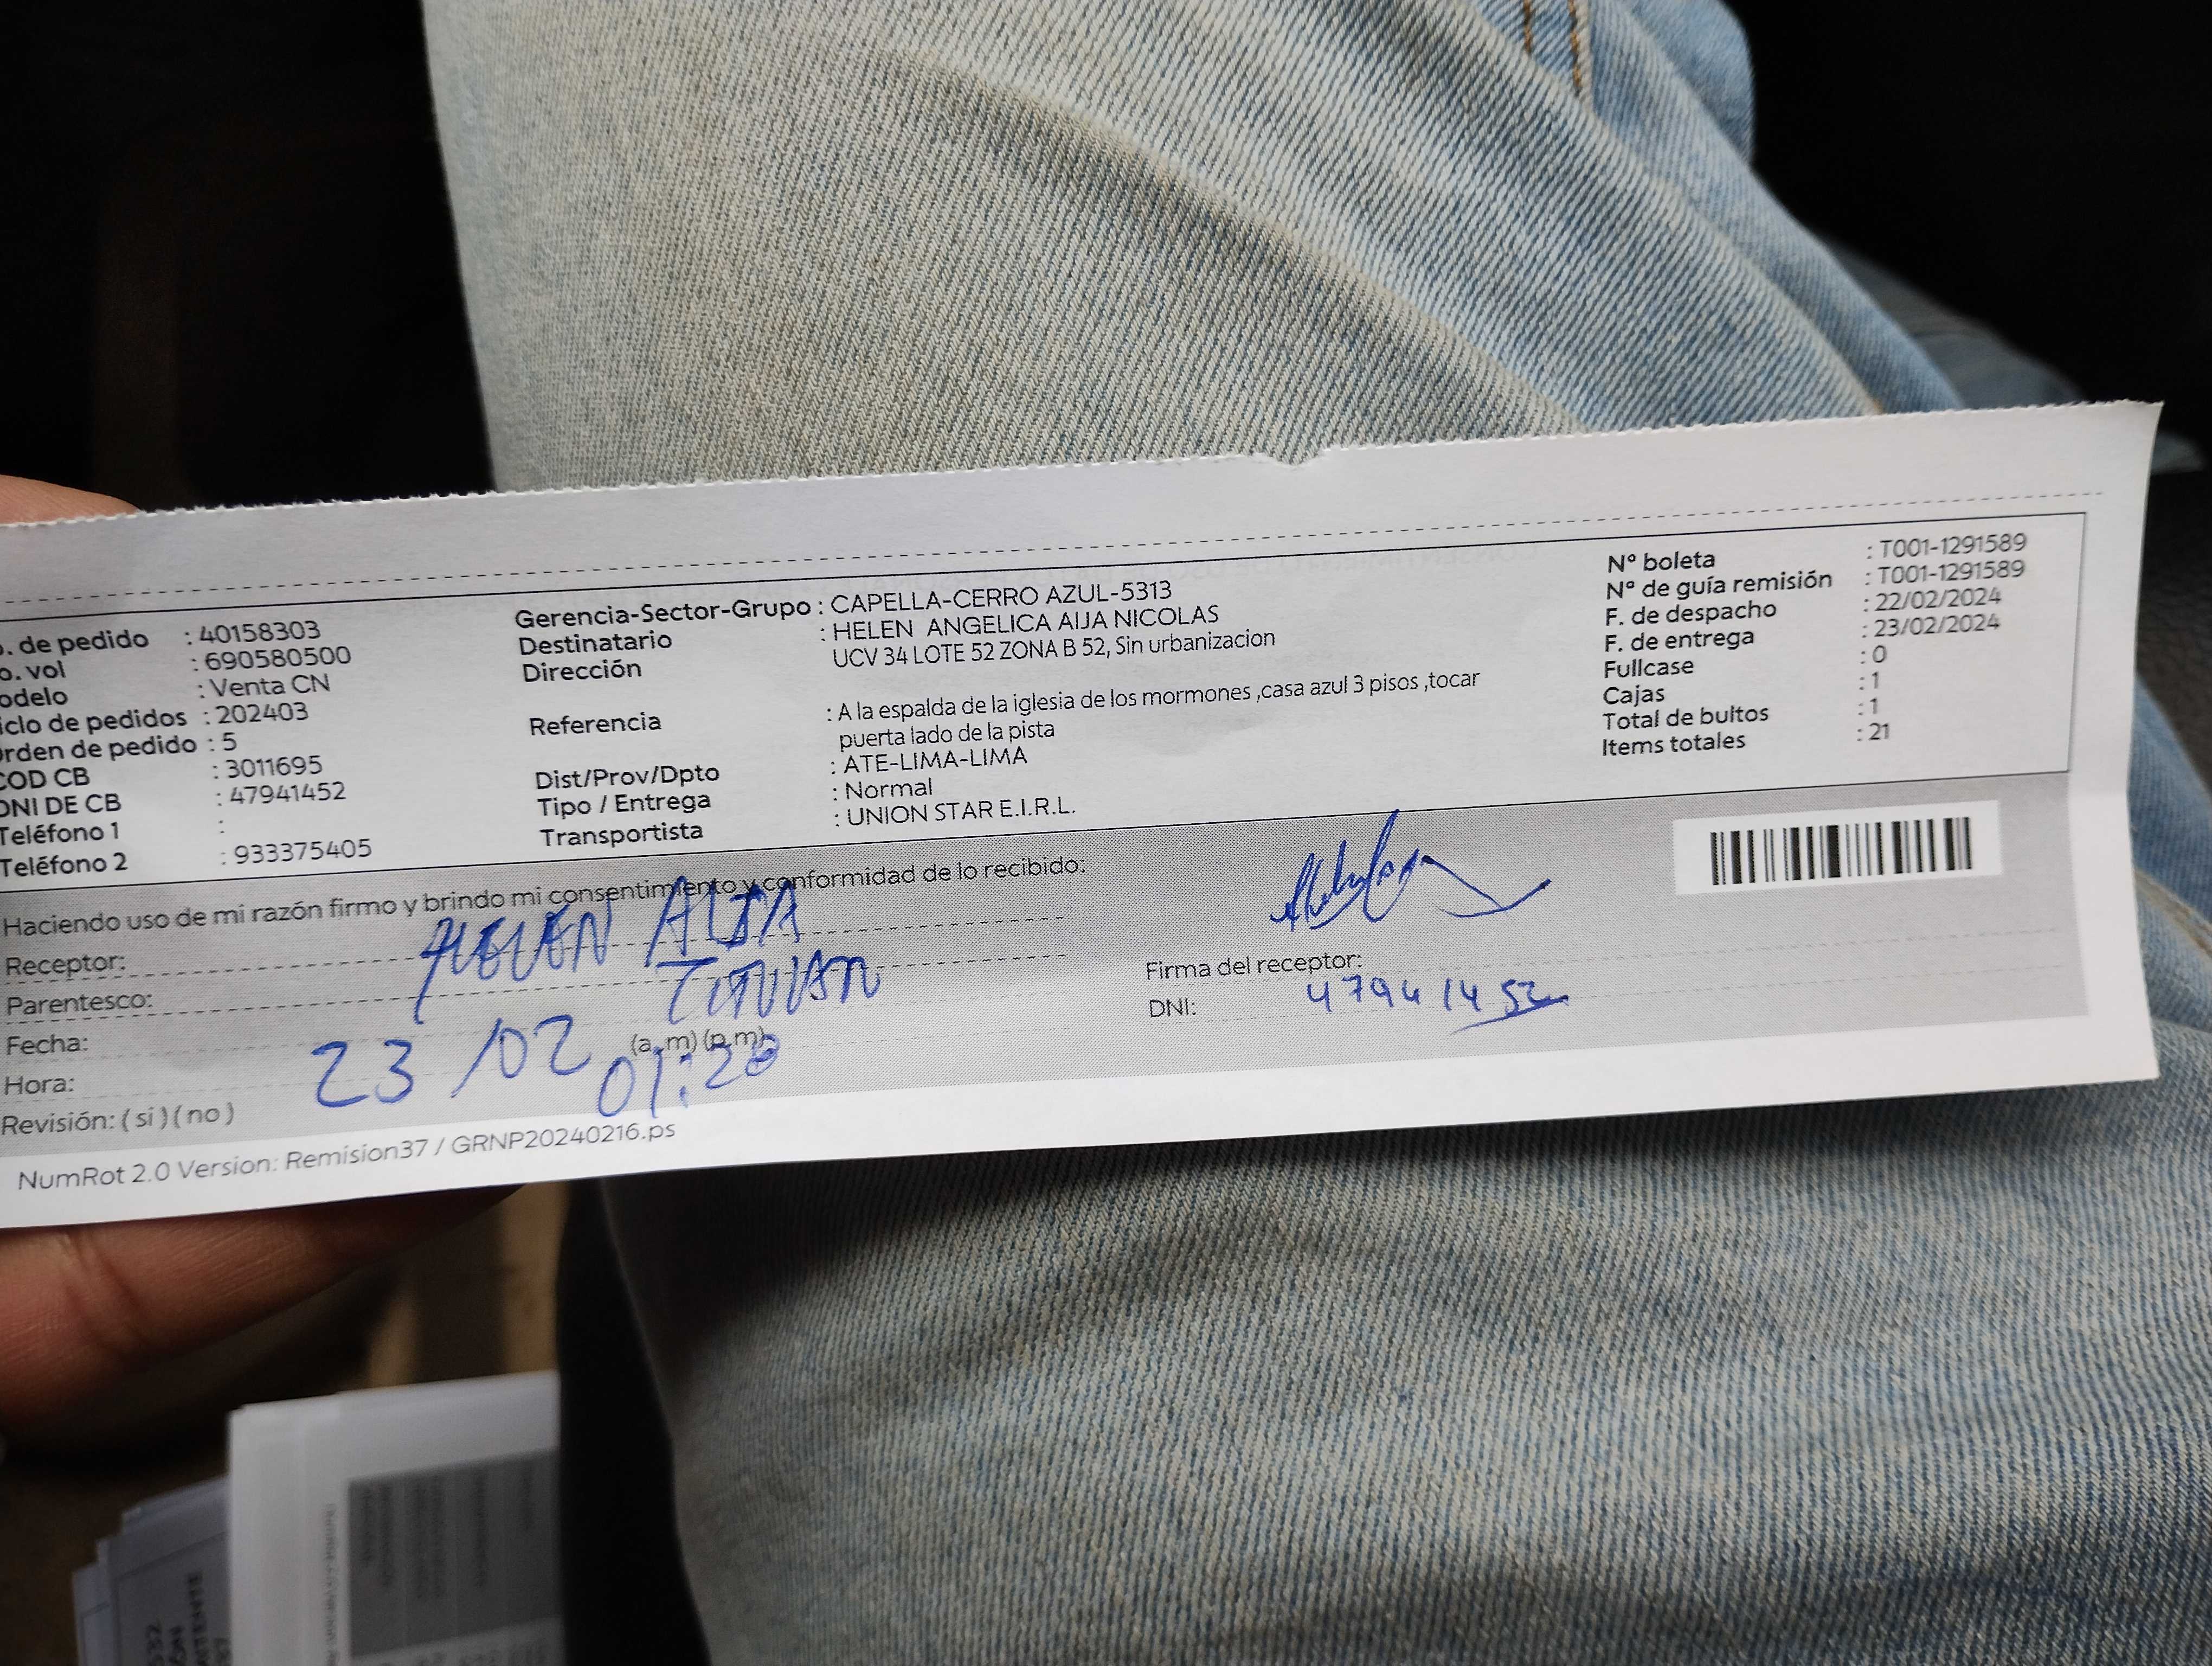 o. de pedido : 40158303
o. vol : 690580500
odelo : Venta CN
iclo de pedidos : 202403
rden de pedido : 5
COD CB : 3011695
DNI DE CB : 47941452
Teléfono 1 :
Teléfono 2 : 933375405
Gerencia-Sector-Grupo : CAPELLA-CERRO AZUL-5313
Destinatario : HELEN ANGELICA AIJA NICOLAS
Dirección UCV 34 LOTE 52 ZONA B 52, Sin urbanizacion
Referencia : A la espalda de la iglesia de los mormones ,casa azul 3 pisos ,tocar
puerta lado de la pista
Dist/Prov/Dpto : ATE-LIMA-LIMA
Tipo / Entrega : Normal
Transportista : UNION STAR E.I.R.L.
Nº boleta : T001-1291589
Nº de guía remisión : T001-1291589
F. de despacho : 22/02/2024
F. de entrega : 23/02/2024
Fullcase : 0
Cajas : 1
Total de bultos : 1
Items totales : 21
Haciendo uso de mi razón firmo y brindo mi consentimiento y conformidad de lo recibido:
Receptor: HELEN AIJA
Parentesco:
Fecha: 23/02
Hora: 01:20 (a. m) (p.m)
Revisión: ( si ) ( no )
Firma del receptor:
DNI: 47941452
NumRot 2.0 Version: Remision37 / GRNP20240216.ps